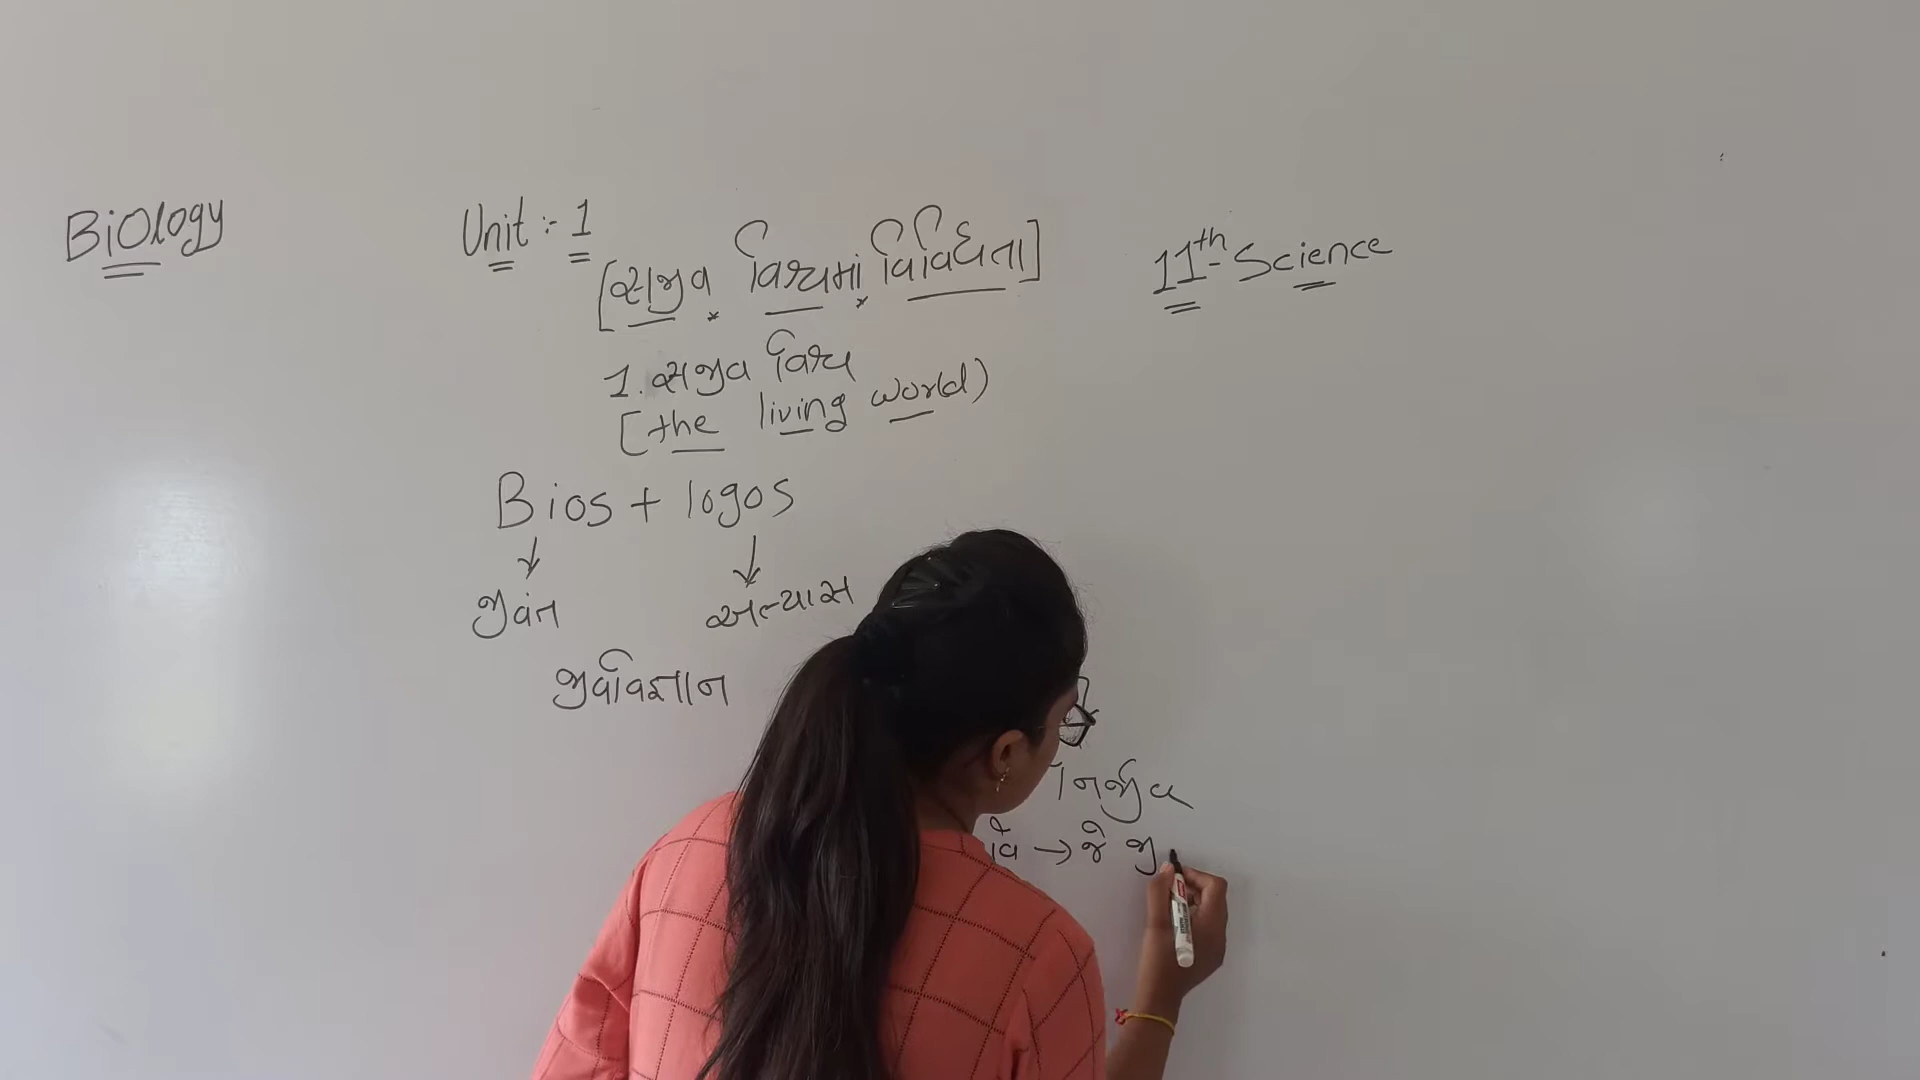 Biology
Unit :- 1
[સજીવ વિશ્વમાં વિવિધતા]
11th Science
1. સજીવ વિશ્વ
[the living world)
Bios + logos
જીવંત અભ્યાસ
જીવવિજ્ઞાન
નિર્જીવ
→ જે જી